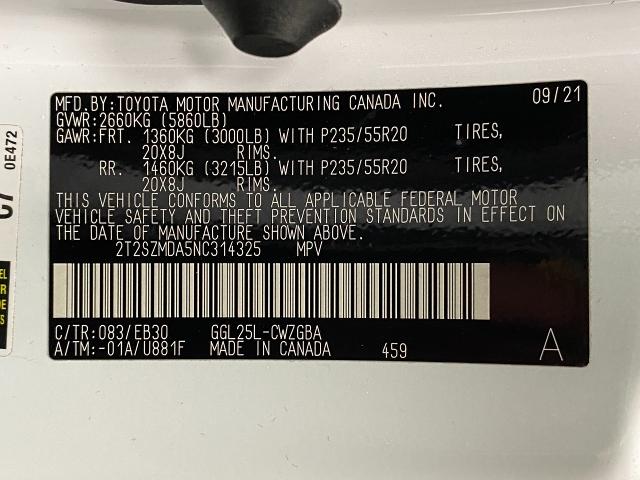 MFD.BY:TOYOTA MOTOR MANUFACTURING CANADA INC. 09/21
GVWR:2660KG (5860LB)
GAWR:FRT. 1360KG (3000LB) WITH P235/55R20 TIRES,
20X8J RIMS.
RR. 1460KG (3215LB) WITH P235/55R20 TIRES,
20X8J RIMS.
THIS VEHICLE CONFORMS TO ALL APPLICABLE FEDERAL MOTOR
VEHICLE SAFETY AND THEFT PREVENTION STANDARDS IN EFFECT ON
THE DATE OF MANUFACTURE SHOWN ABOVE.
2T2SZMDA5NC314325 MPV
C/TR:083/EB30 GGL25L-CWZGBA
A/TM:-01A/U881F MADE IN CANADA 459 A
0E472